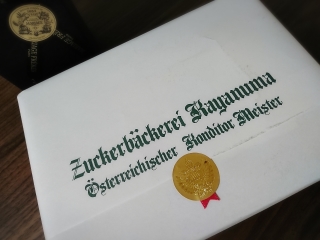 Zuckerbäckerei Kayanuma
Österreichischer Konditor Meister